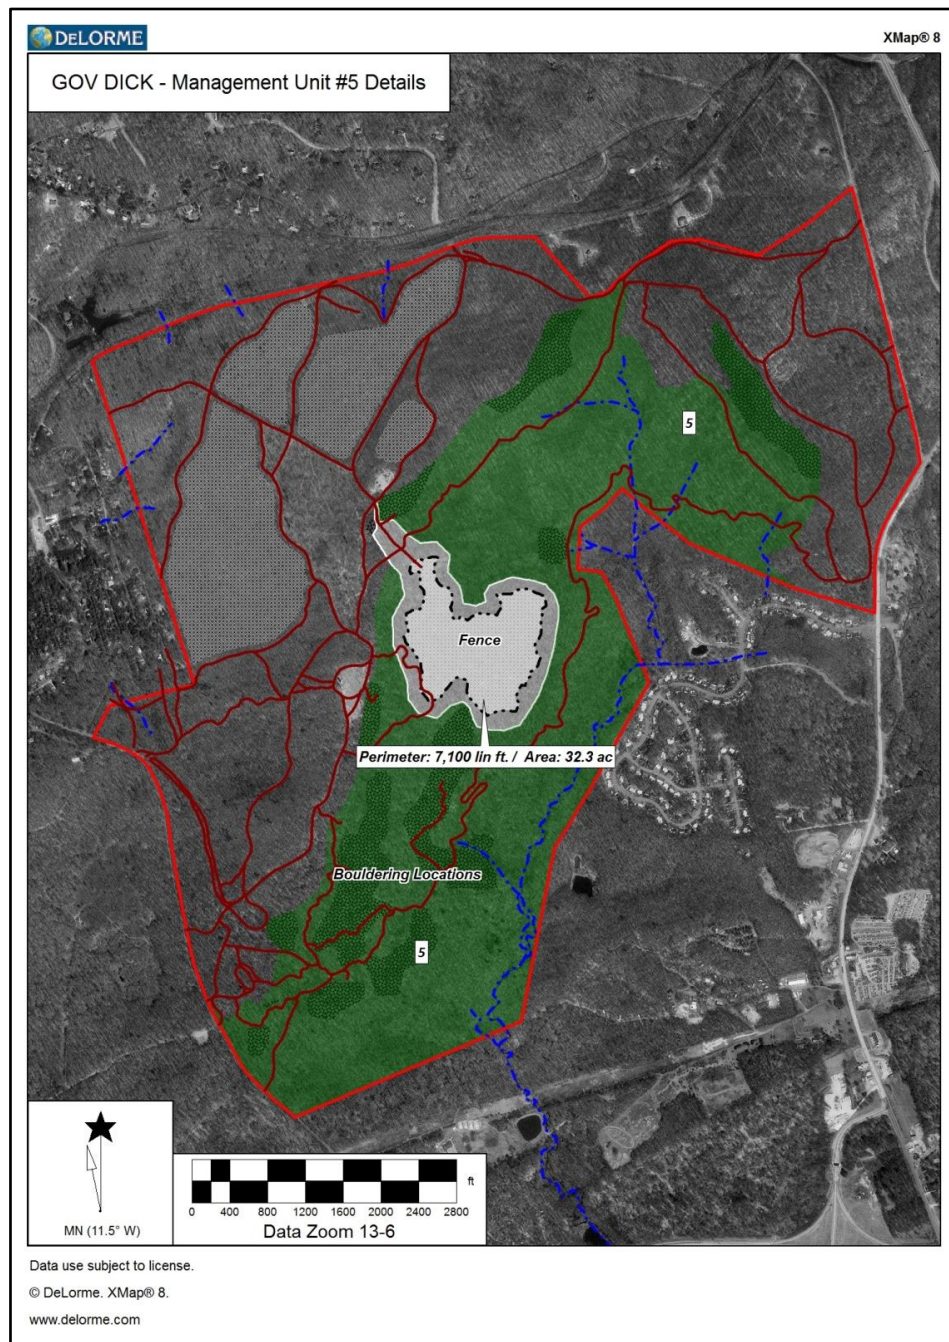 DELORME
XMap® 8
GOV DICK - Management Unit #5 Details
5
Fence
Perimeter: 7,100 lin ft. / Area: 32.3 ac
Bouldering Locations
5
MN (11.5° W)
ft
0 400 800 1200 1600 2000 2400 2800
Data Zoom 13-6
Data use subject to license.
© DeLorme. XMap® 8.
www.delorme.com